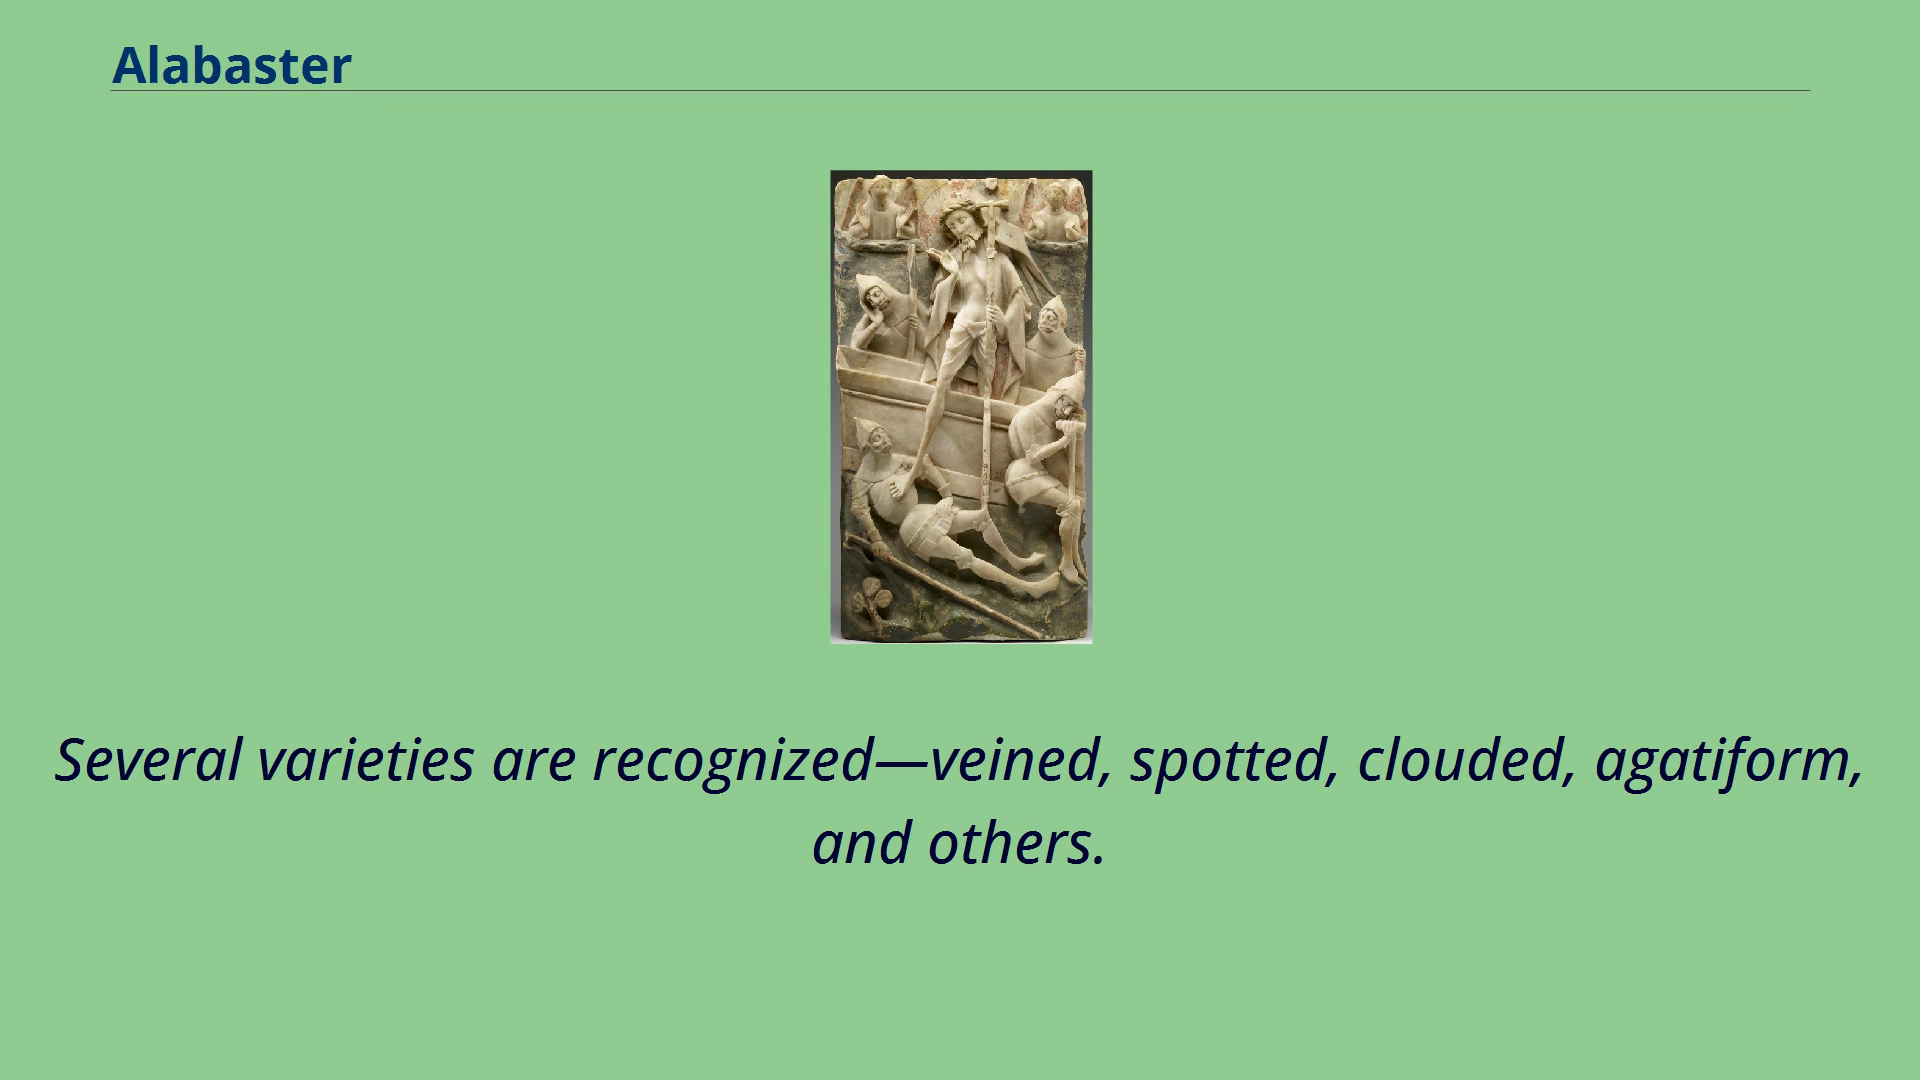 Alabaster
Several varieties are recognized—veined, spotted, clouded, agatiform,
and others.